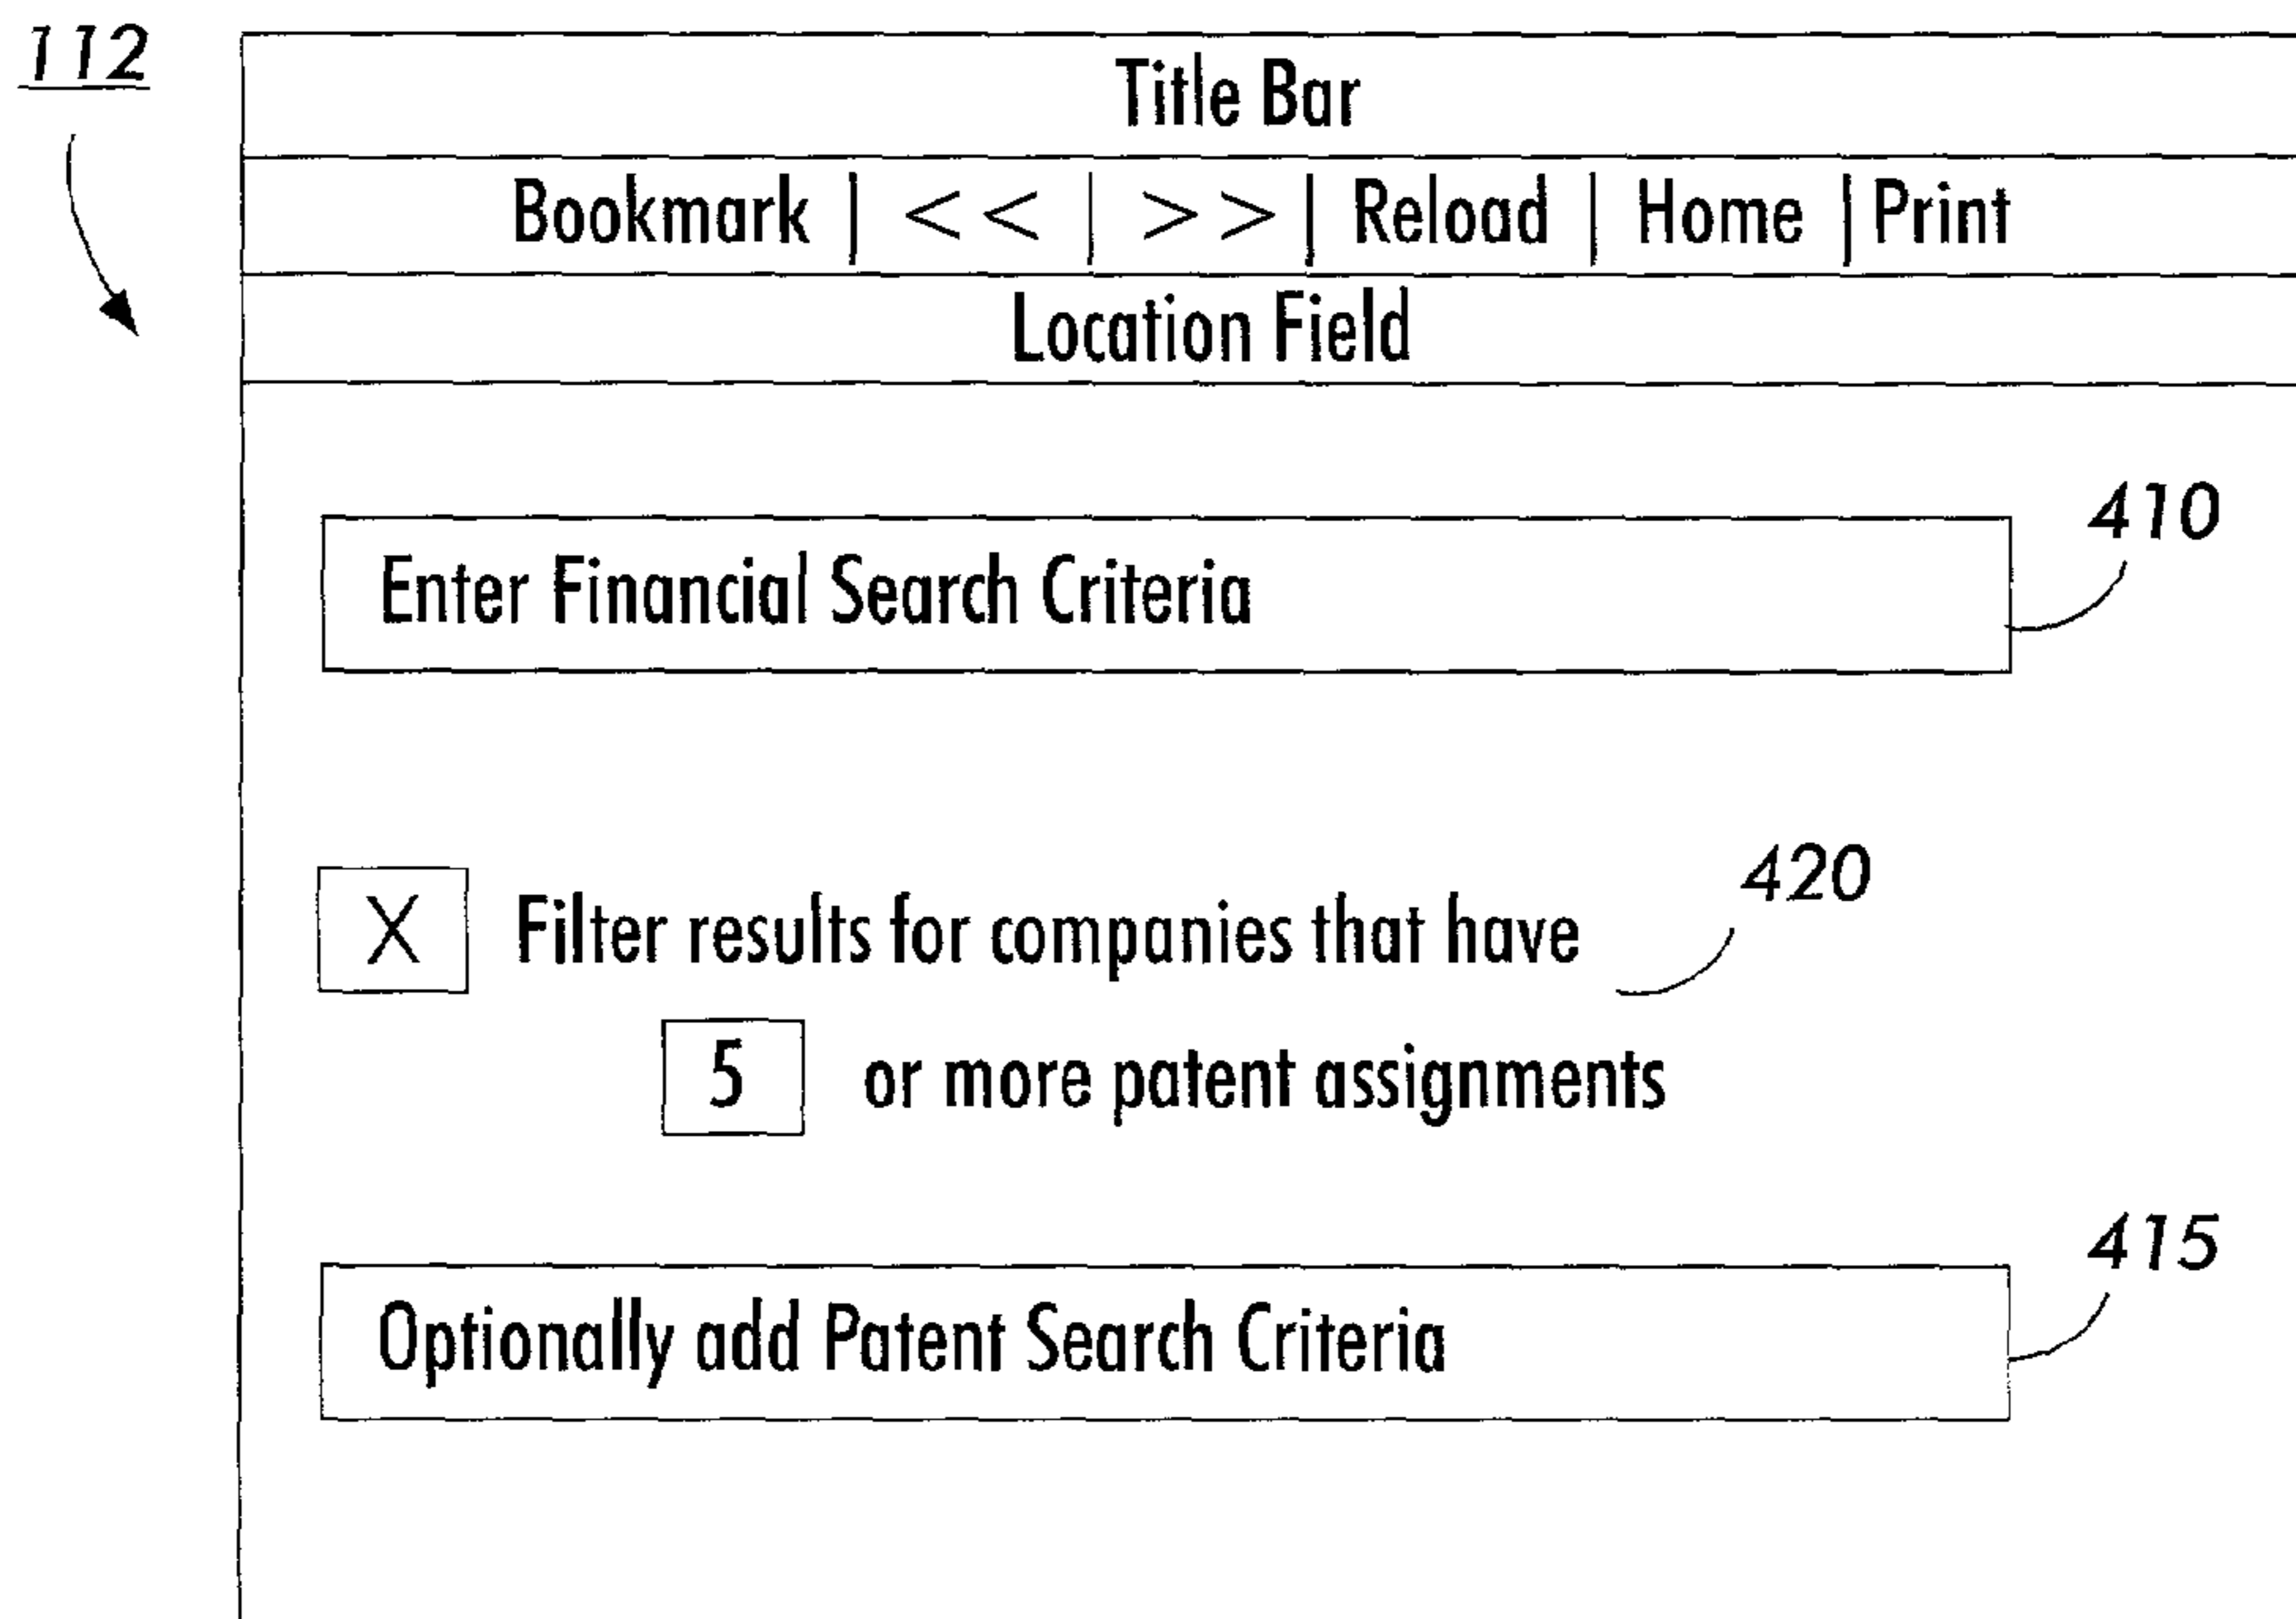 112
Title Bar
Bookmark | << | >> | Reload | Home | Print
Location Field
410
Enter Financial Search Criteria
420
X Filter results for companies that have
5 or more patent assignments
415
Optionally add Patent Search Criteria